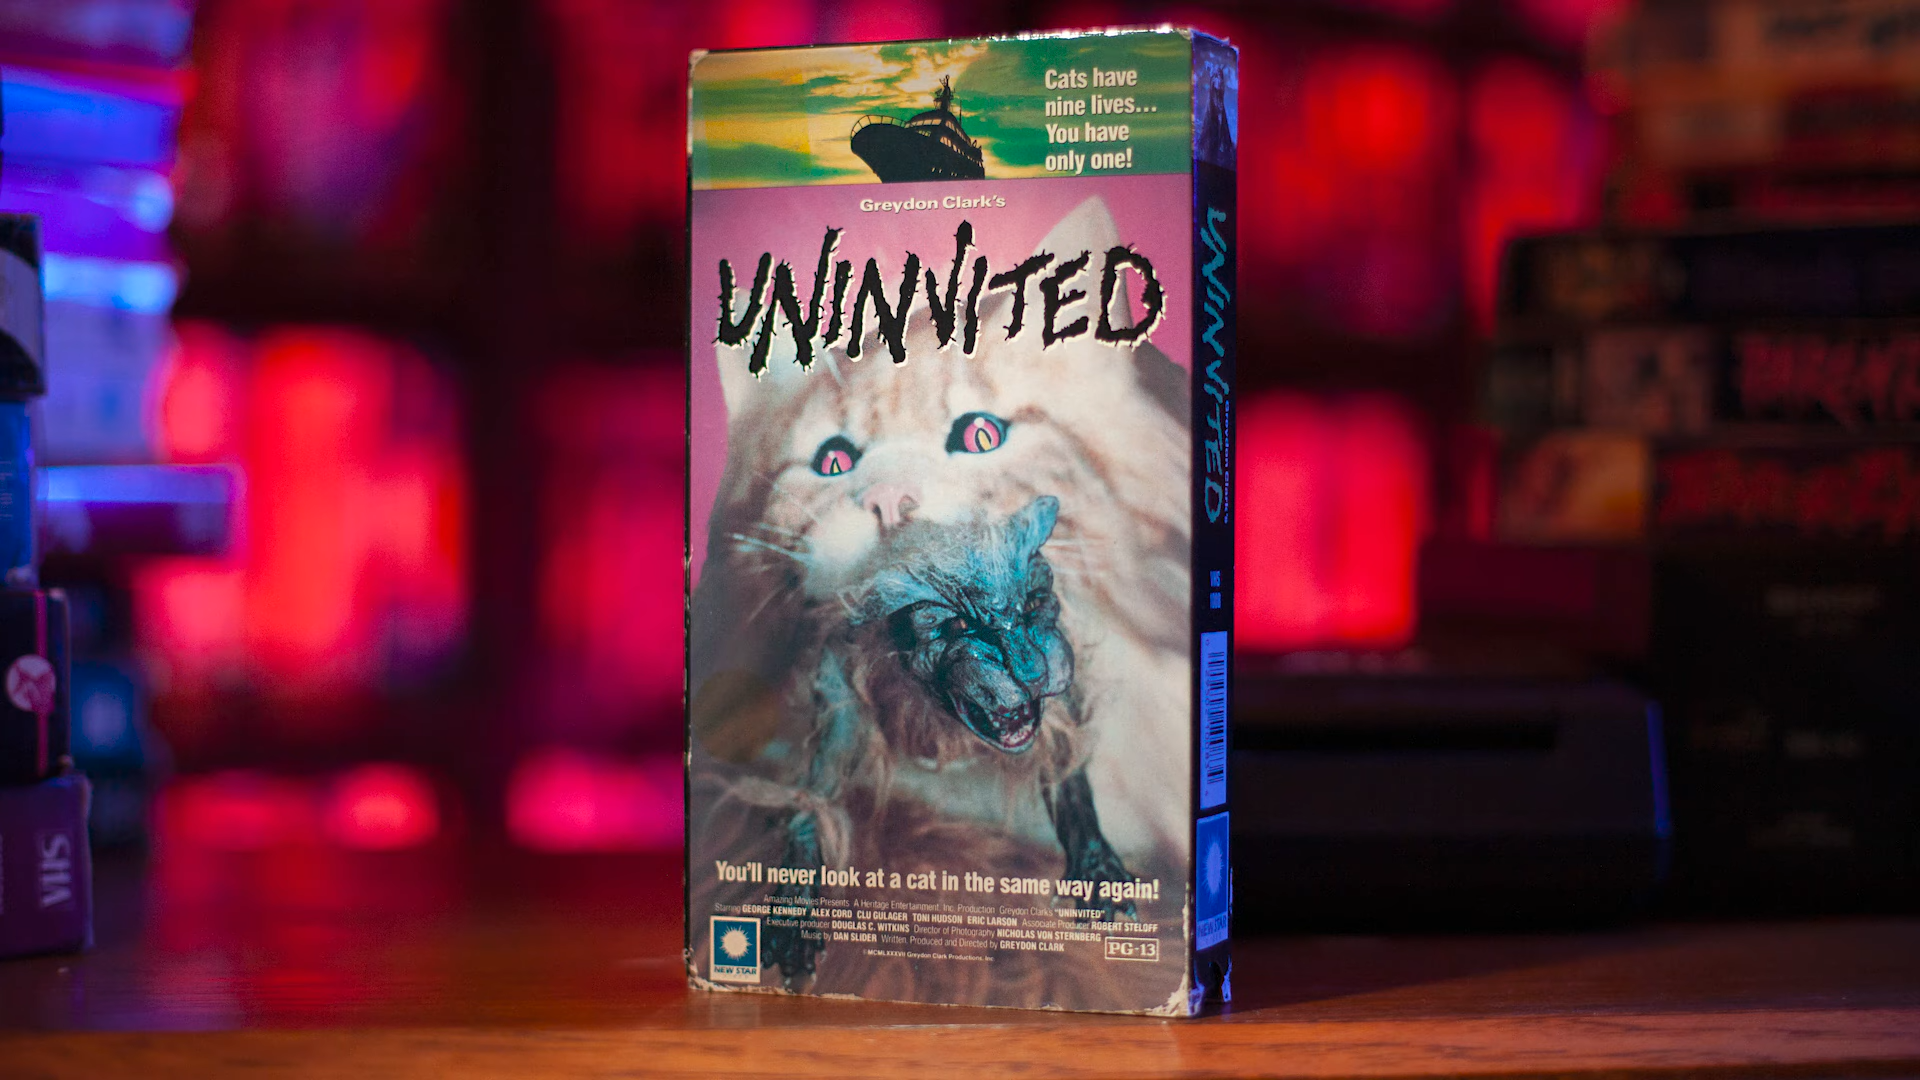 Cats have
nine lives...
You have
only one!
Greydon Clark's
UNINVITED
You'll never look at a cat in the same way again!
Amazing Movies Presents A Heritage Entertainment, Inc. Production Greydon Clark's "UNINVITED"
Starring GEORGE KENNEDY ALEX CORD CLU GULAGER TONI HUDSON ERIC LARSON Associate Producer ROBERT STELOFF
Executive producer DOUGLAS C. WITKINS Director of Photography NICHOLAS VON STERNBERG
Music by DAN SLIDER Written, Produced and Directed by GREYDON CLARK
©MCMLXXXVII Greydon Clark Productions, Inc.
PG-13
NEW STAR
Greydon Clark's
UNINVITED
VHS
NEW STAR
VHS